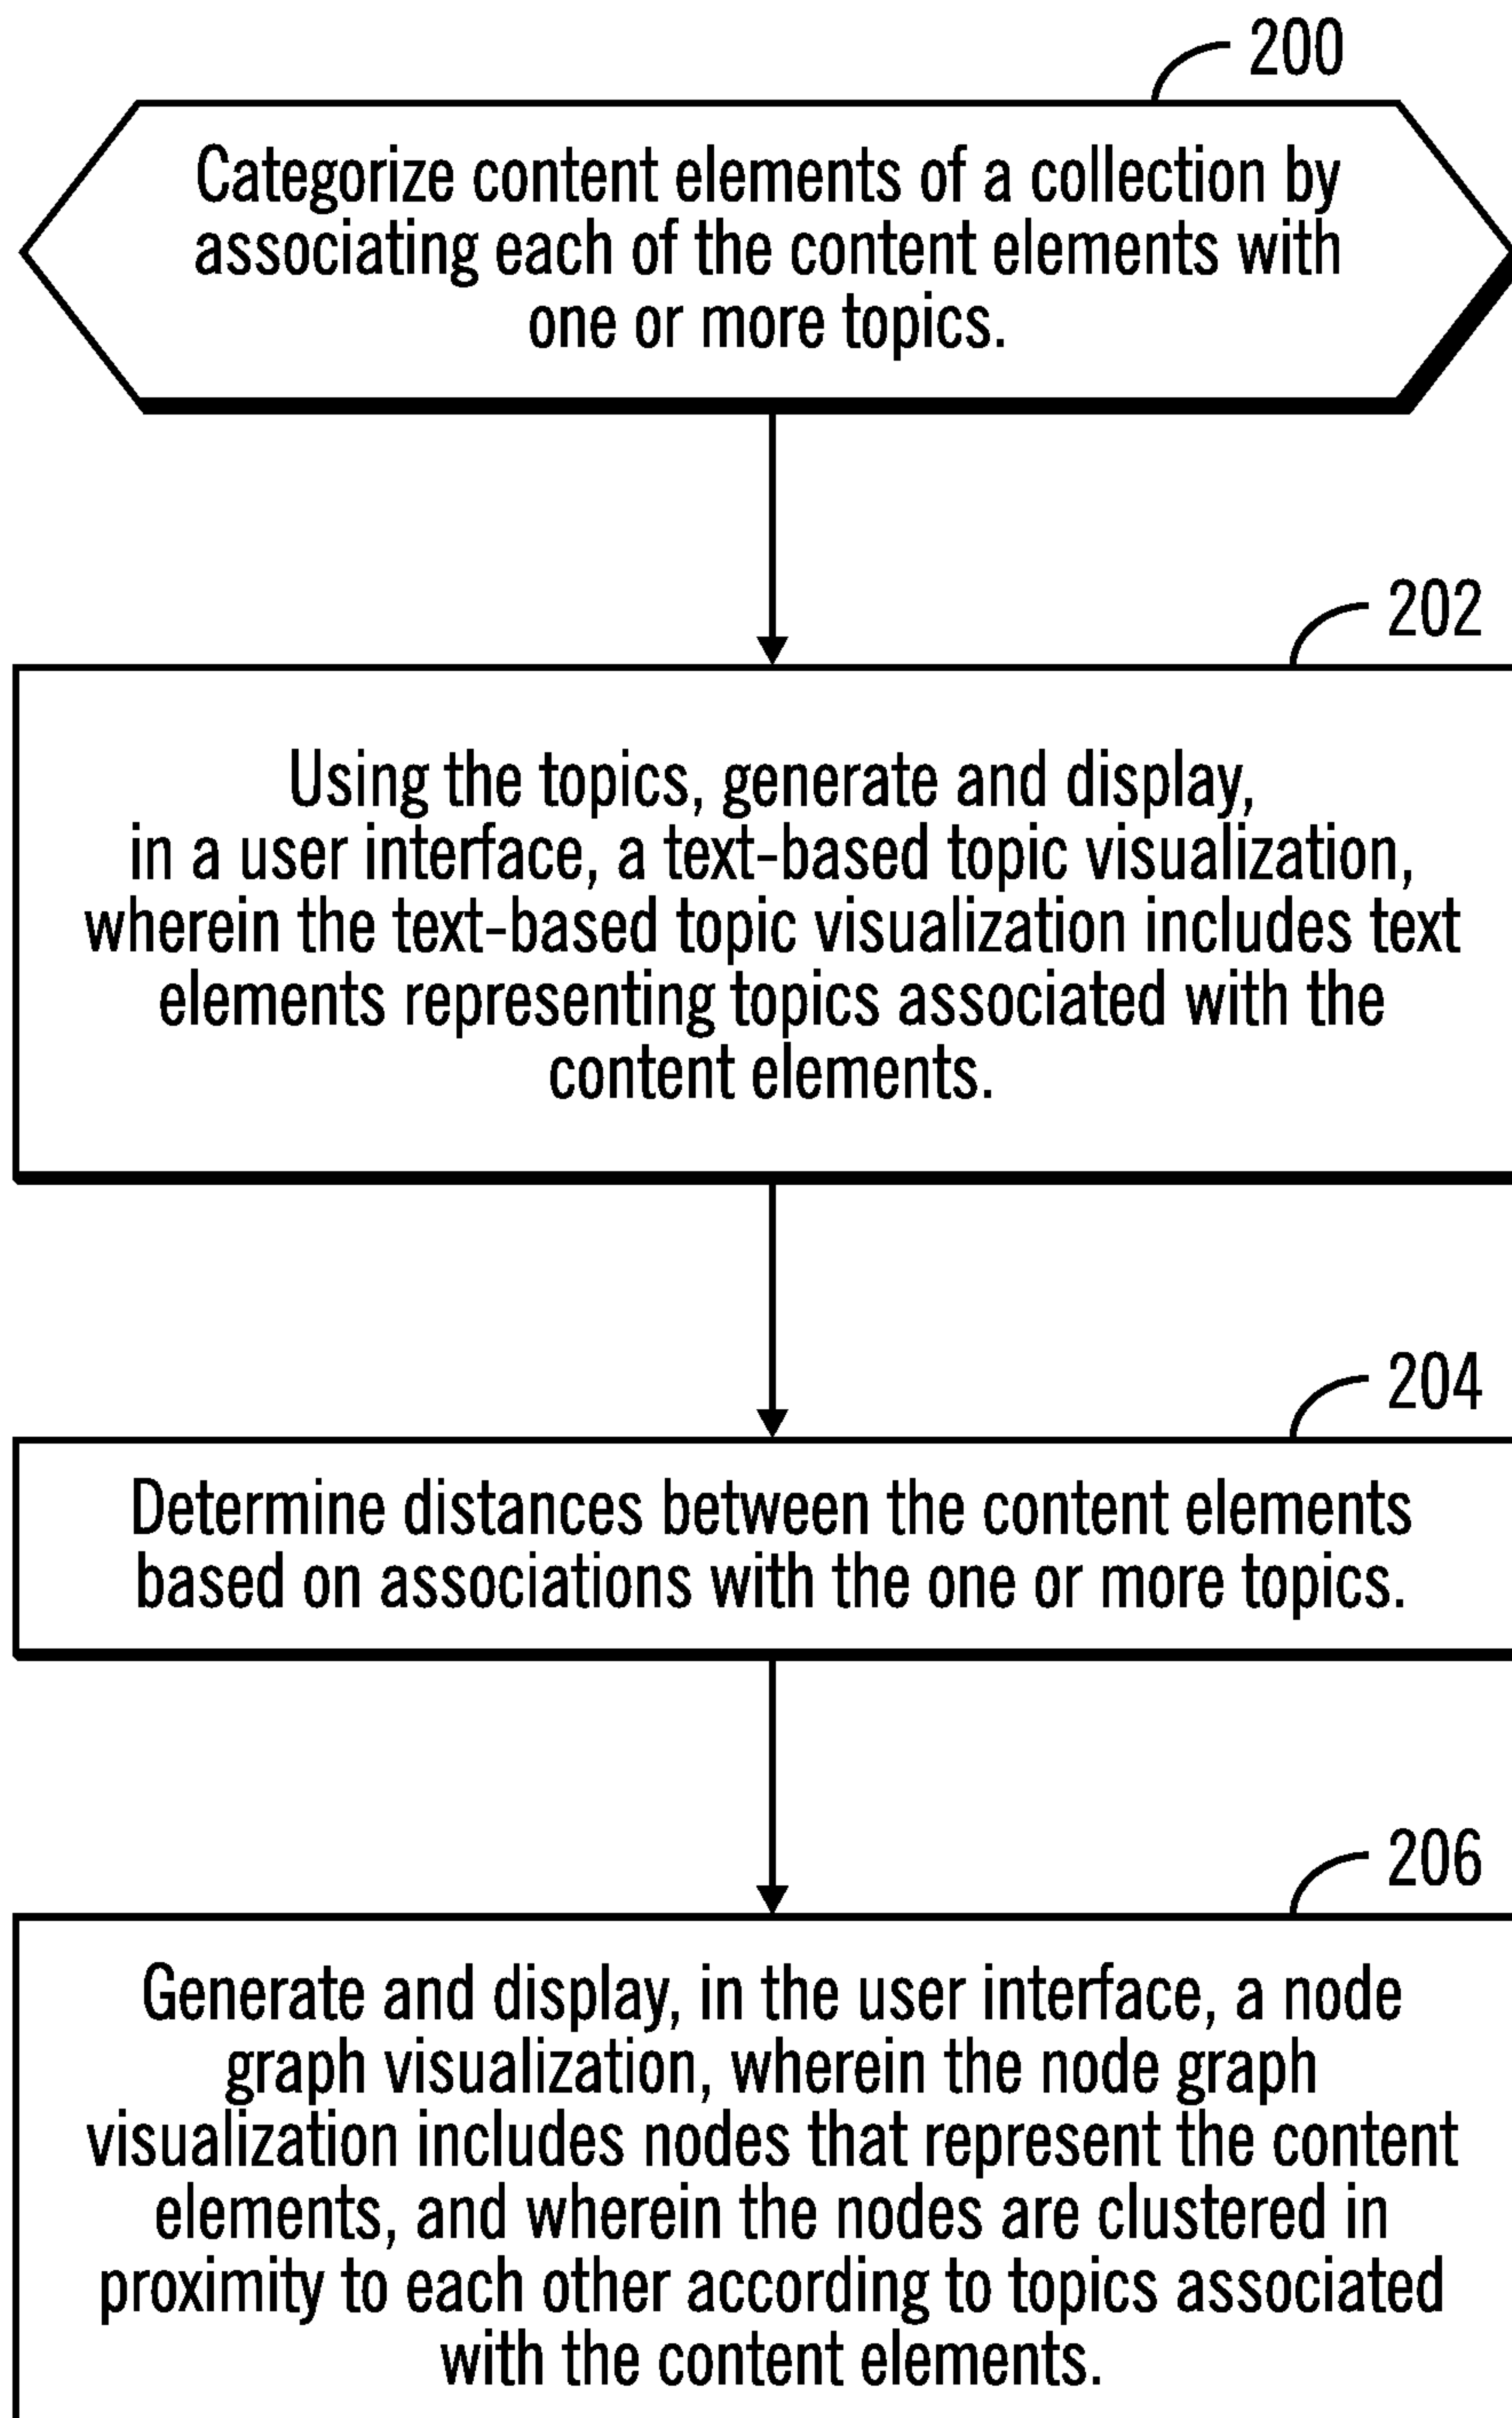 200
Categorize content elements of a collection by
associating each of the content elements with
one or more topics.
202
Using the topics, generate and display,
in a user interface, a text-based topic visualization,
wherein the text-based topic visualization includes text
elements representing topics associated with the
content elements.
204
Determine distances between the content elements
based on associations with the one or more topics.
206
Generate and display, in the user interface, a node
graph visualization, wherein the node graph
visualization includes nodes that represent the content
elements, and wherein the nodes are clustered in
proximity to each other according to topics associated
with the content elements.